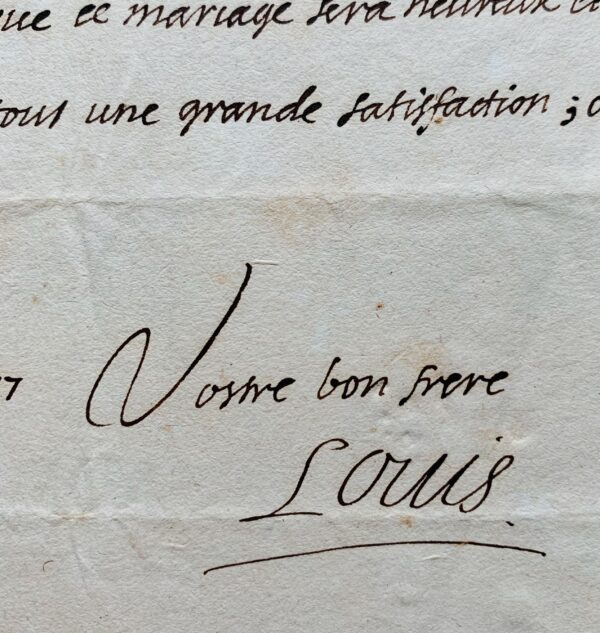 que ce mariage sera heureux
tous une grande satisfaction ;
Vostre bon frere
Louis